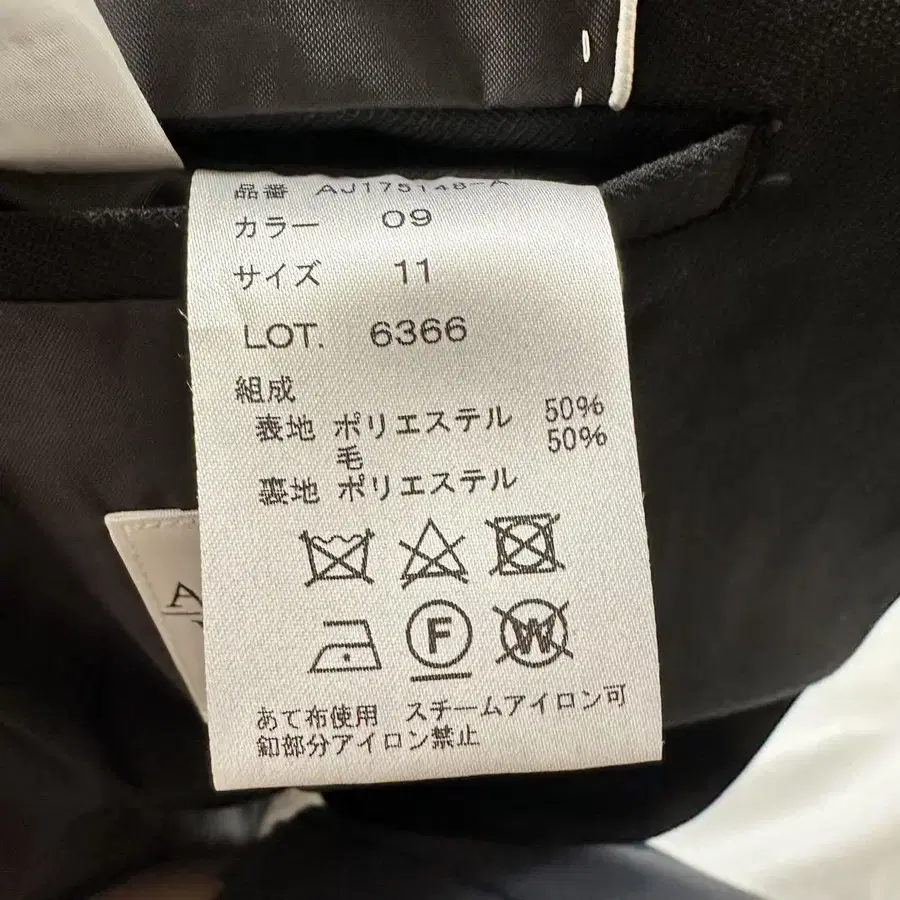 品番 AJ175148-A
カラー 09
サイズ 11
LOT. 6366
組成
表地 ポリエステル 50%
毛 50%
裏地 ポリエステル
F
W
あて布使用 スチームアイロン可
釦部分アイロン禁止
A